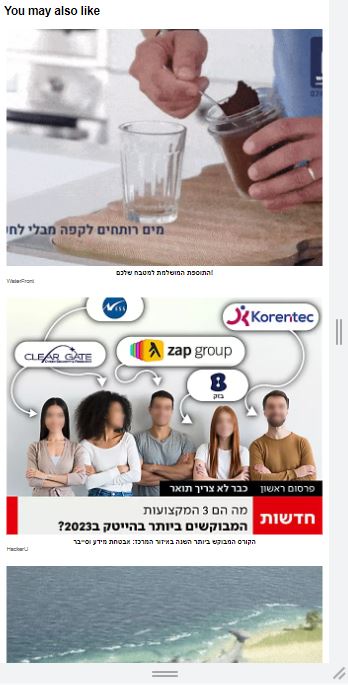 You may also like
מים רותחים לקפה מבלי לחכ
התוספת המושלמת למטבח שלכם!
WaterFront
NESS
Korentec
CLEAR GATE
zap group
בזק
פרסום ראשון
כבר לא צריך תואר
חדשות
מה הם 3 המקצועות
המבוקשים ביותר בהייטק ב2023?
הקורס המבוקש ביותר השנה באיזור המרכז: אבטחת מידע וסייבר
HackerU